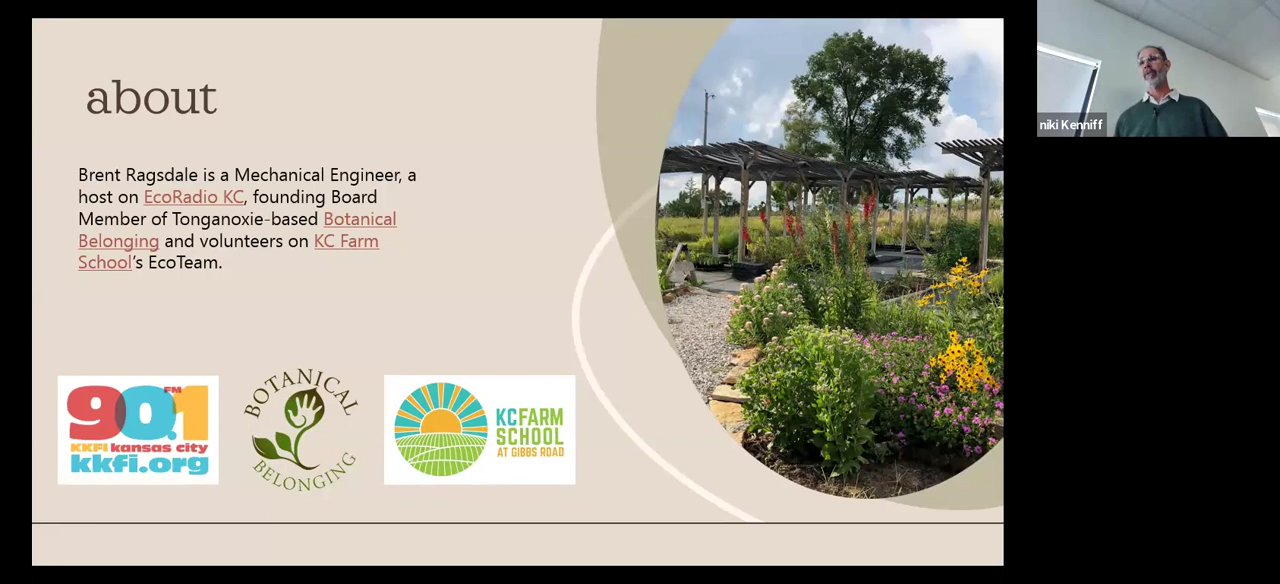 about
Brent Ragsdale is a Mechanical Engineer, a
host on EcoRadio KC, founding Board
Member of Tonganoxie-based Botanical
Belonging and volunteers on KC Farm
School's EcoTeam.
90.1 FM
KKFI kansas city
kkfi.org
BOTANICAL
BELONGING
KCFARM
SCHOOL
AT GIBBS ROAD
niki Kenniff